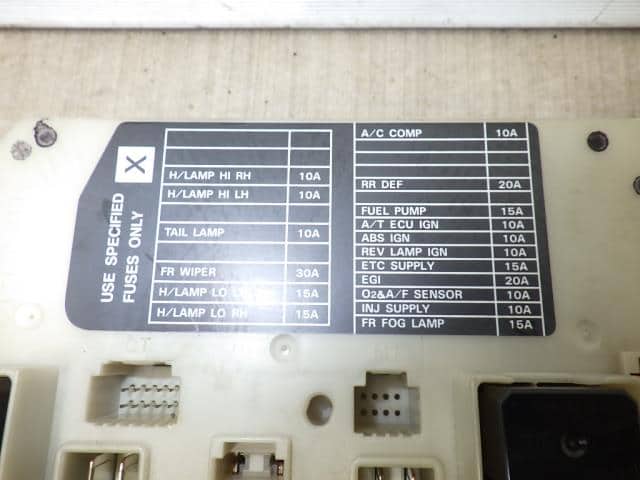 USE SPECIFIED
FUSES ONLY
X
H/LAMP HI RH 10A
H/LAMP HI LH 10A
TAIL LAMP 10A
FR WIPER 30A
H/LAMP LO LH 15A
H/LAMP LO RH 15A
A/C COMP 10A
RR DEF 20A
FUEL PUMP 15A
A/T ECU IGN 10A
ABS IGN 10A
REV LAMP IGN 10A
ETC SUPPLY 15A
EGI 20A
O2&A/F SENSOR 10A
INJ SUPPLY 10A
FR FOG LAMP 15A